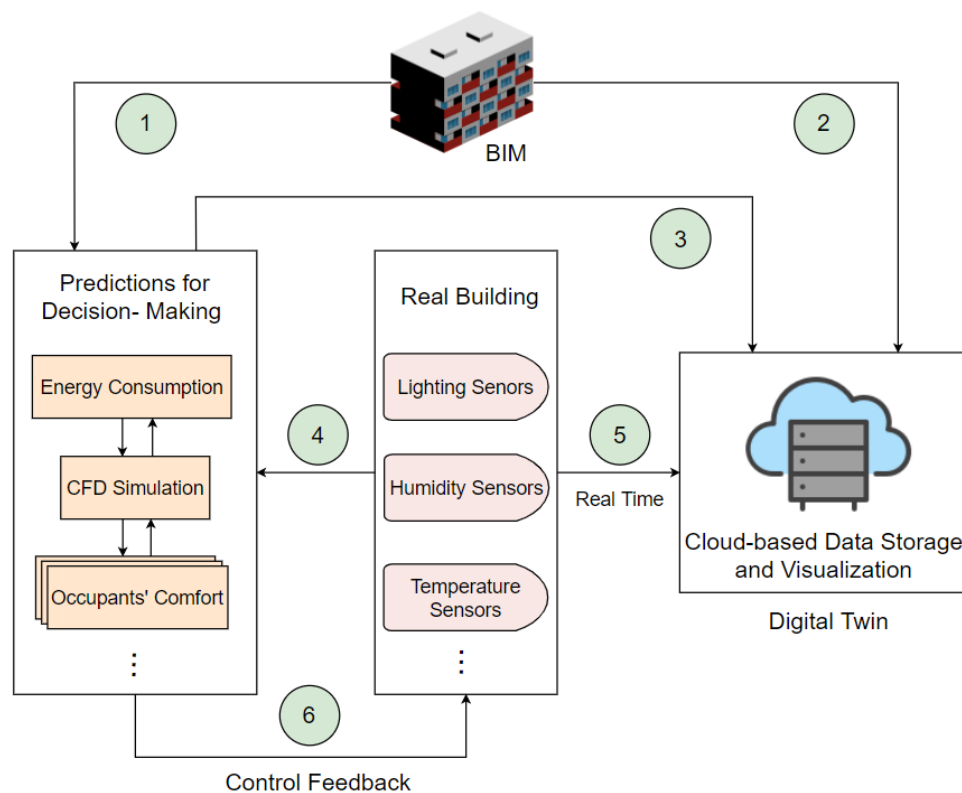 BIM
1
2
3
Predictions for
Decision- Making
Energy Consumption
CFD Simulation
Occupants' Comfort
Real Building
Lighting Senors
Humidity Sensors
Temperature
Sensors
4
5
Real Time
Cloud-based Data Storage
and Visualization
Digital Twin
6
Control Feedback